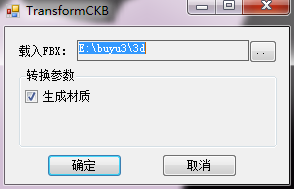 TransformCKB
载入FBX: E:\buyu3\3d ..
转换参数
生成材质
确定 取消